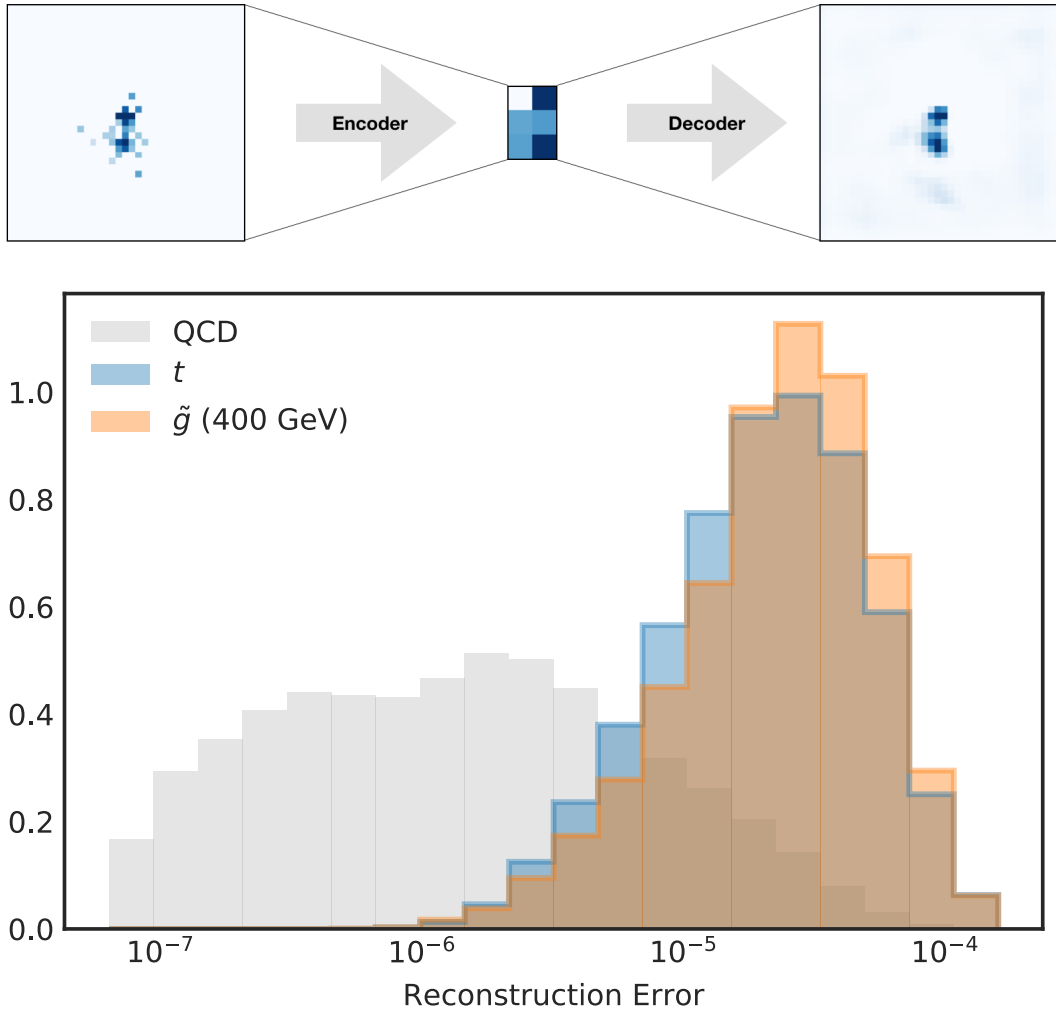 Encoder
Decoder
QCD
t
g̃ (400 GeV)
1.0
0.8
0.6
0.4
0.2
0.0
10⁻⁷ 10⁻⁶ 10⁻⁵ 10⁻⁴
Reconstruction Error